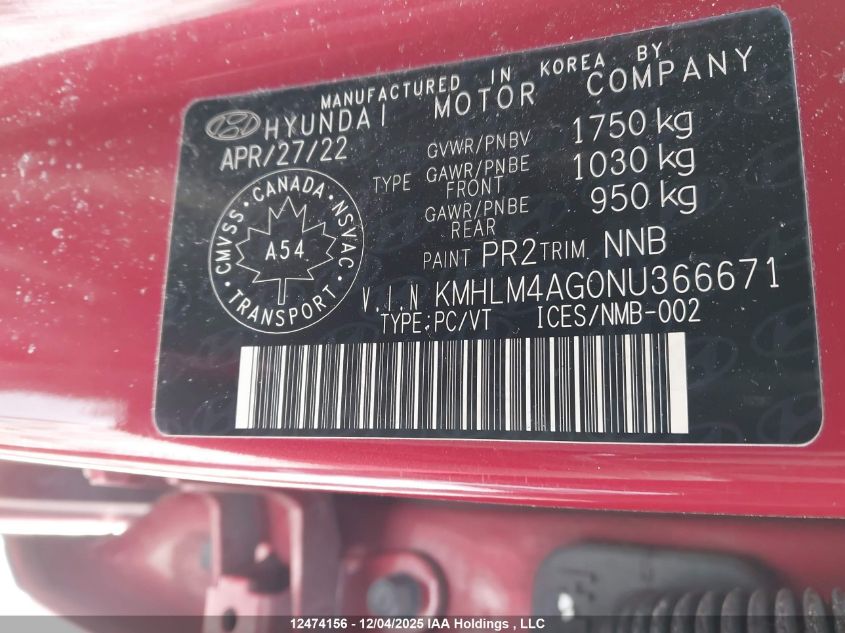 MANUFACTURED IN KOREA BY
HYUNDAI MOTOR COMPANY
APR/27/22
GVWR/PNBV 1750 kg
TYPE GAWR/PNBE FRONT 1030 kg
GAWR/PNBE REAR 950 kg
CMVSS · CANADA · NSVAC · TRANSPORT ·
A54
PAINT PR2 TRIM NNB
V.I.N KMHLM4AG0NU366671
TYPE:PC/VT ICES/NMB-002
12474156 - 12/04/2025 IAA Holdings , LLC